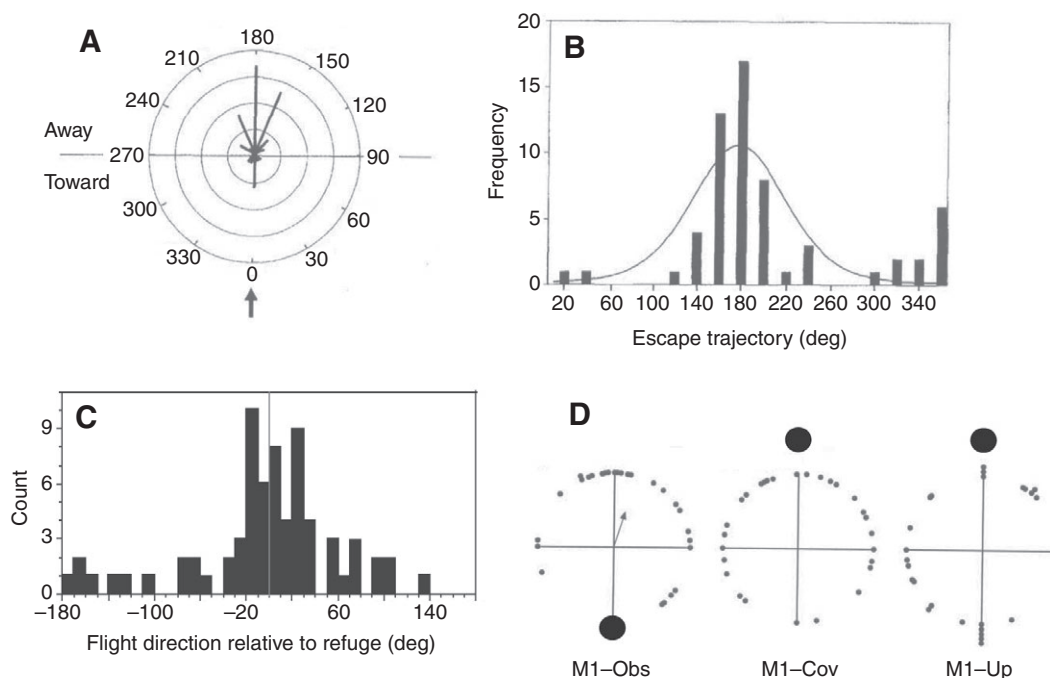 A
180
210
150
240
120
Away
270
90
Toward
300
60
330
30
0
B
20
15
10
5
0
Frequency
20 60 100 140 180 220 260 300 340
Escape trajectory (deg)
C
9
6
3
0
Count
–180 –100 –20 60 140
Flight direction relative to refuge (deg)
D
M1–Obs M1–Cov M1–Up